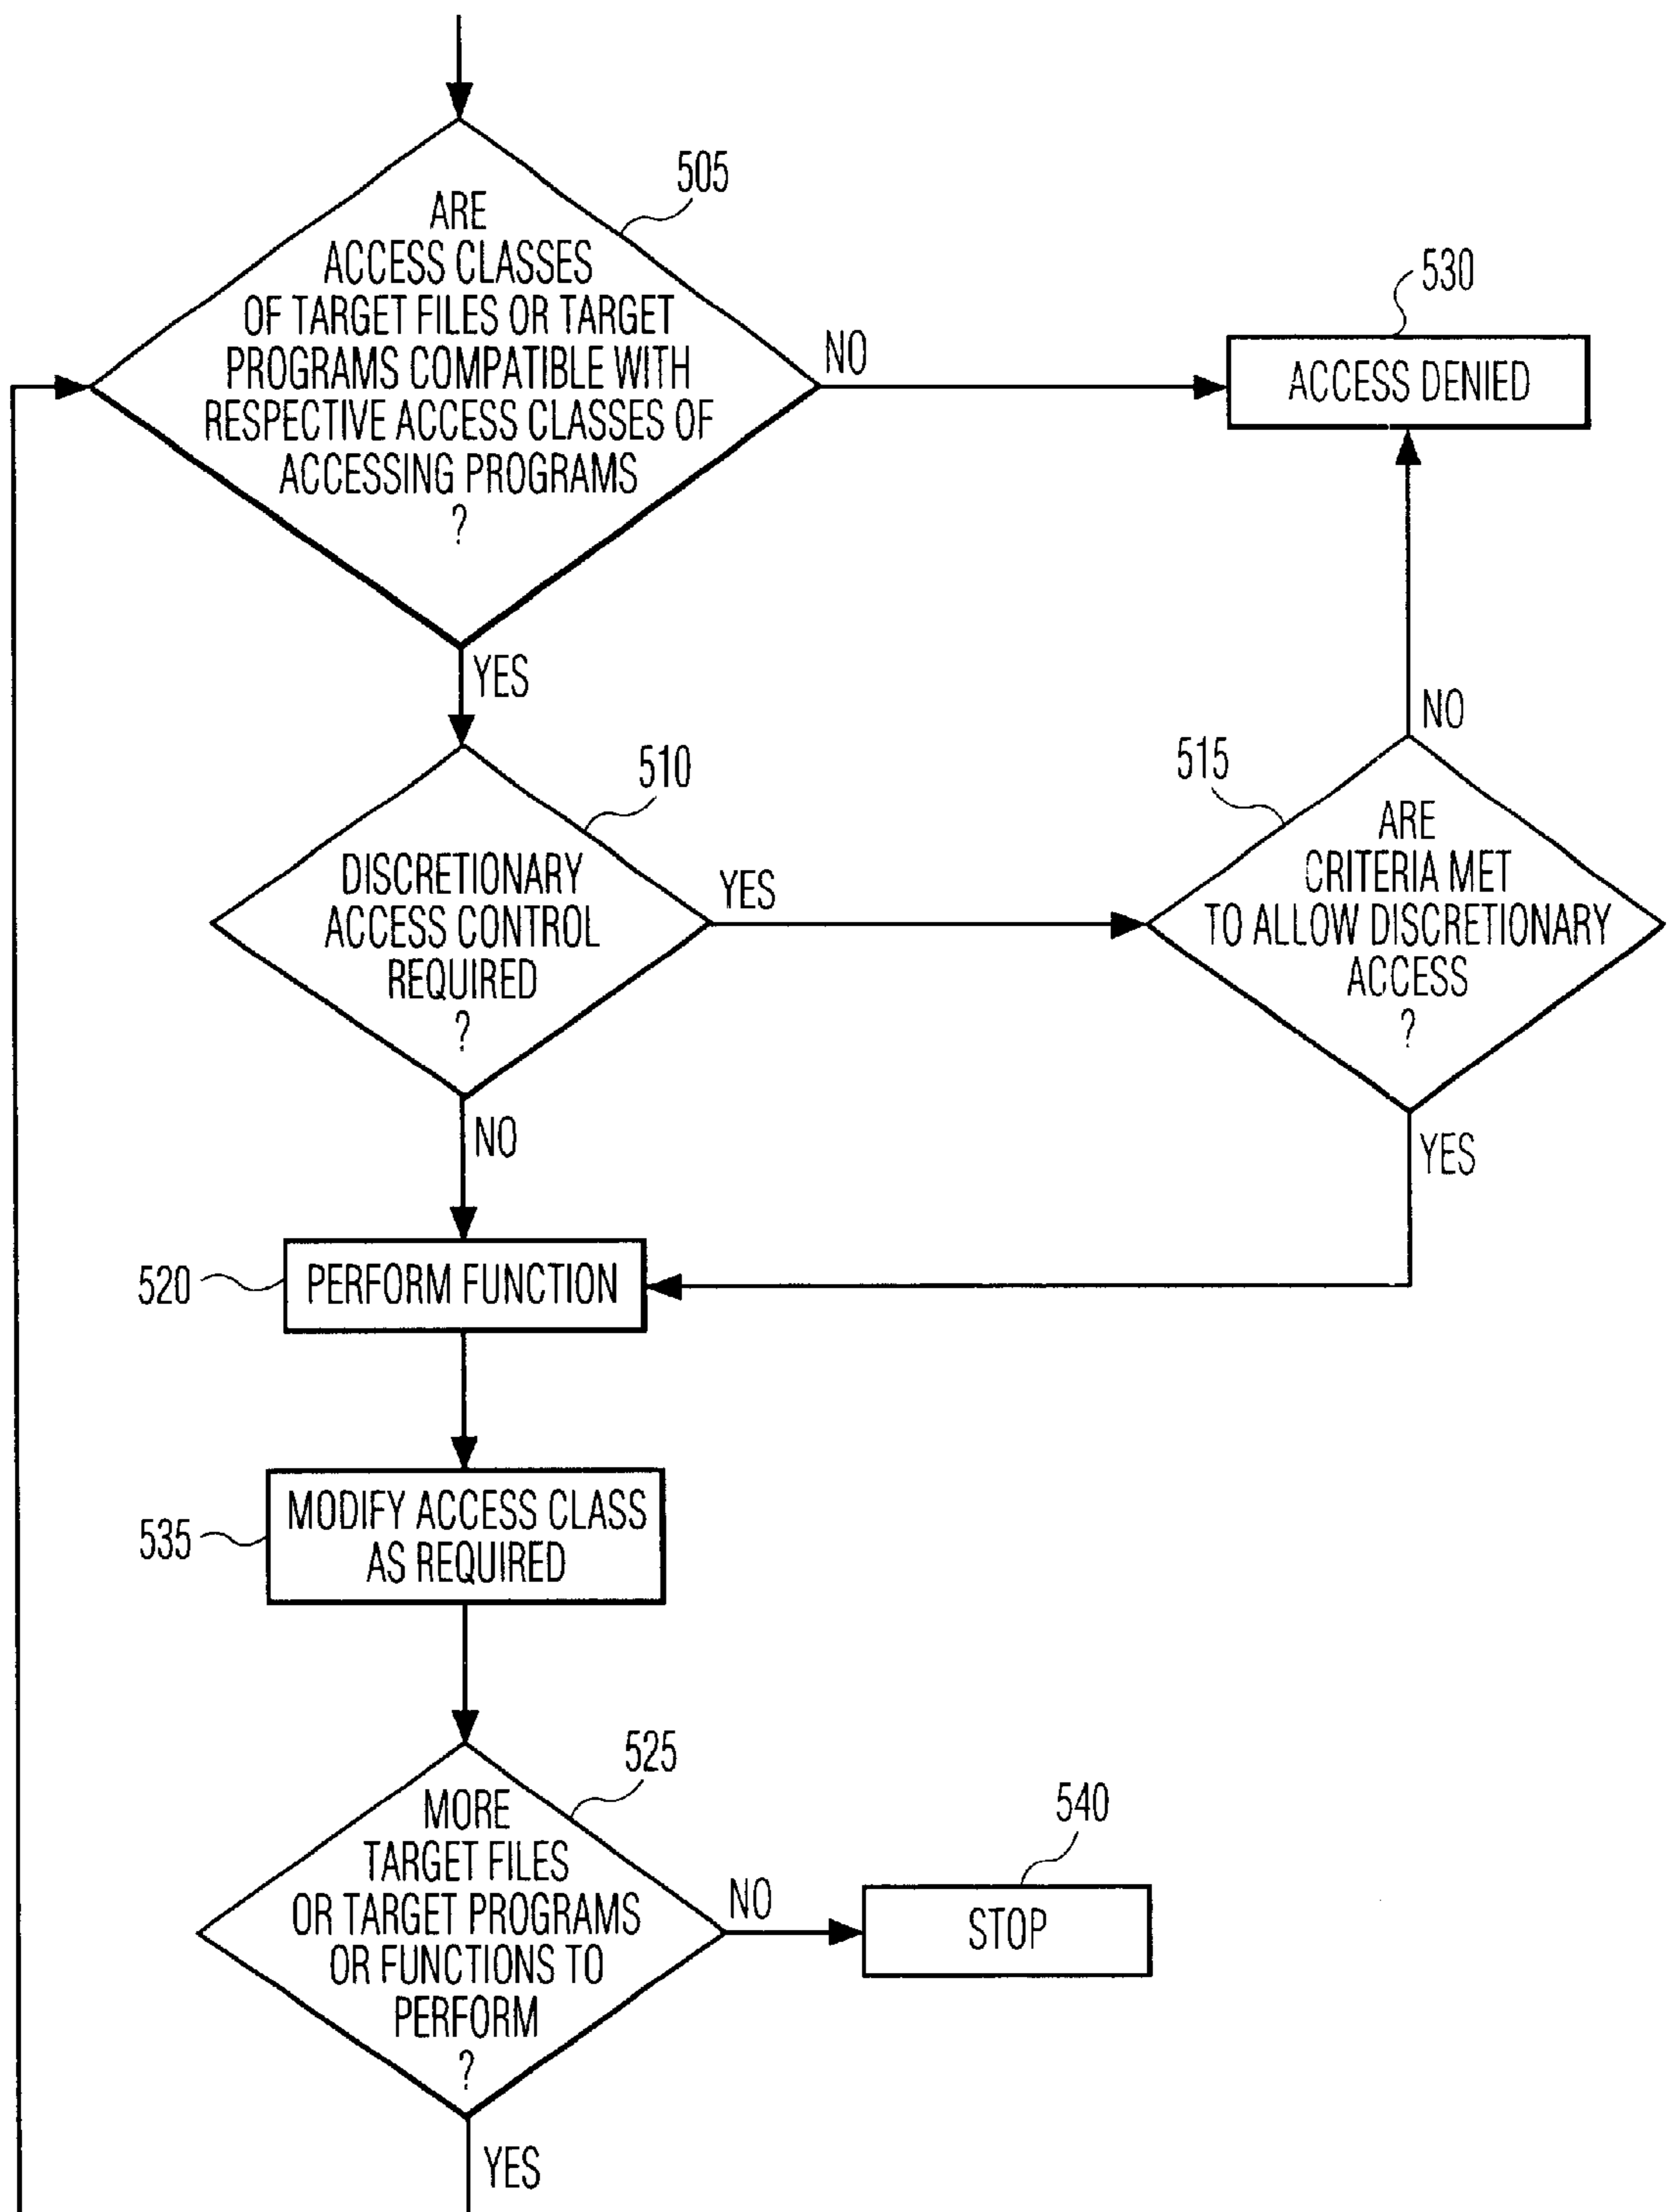 505
ARE
ACCESS CLASSES
OF TARGET FILES OR TARGET
PROGRAMS COMPATIBLE WITH
RESPECTIVE ACCESS CLASSES OF
ACCESSING PROGRAMS
?
NO
530
ACCESS DENIED
YES
510
DISCRETIONARY
ACCESS CONTROL
REQUIRED
?
YES
NO
515
ARE
CRITERIA MET
TO ALLOW DISCRETIONARY
ACCESS
?
NO
YES
520
PERFORM FUNCTION
535
MODIFY ACCESS CLASS
AS REQUIRED
525
MORE
TARGET FILES
OR TARGET PROGRAMS
OR FUNCTIONS TO
PERFORM
?
NO
540
STOP
YES